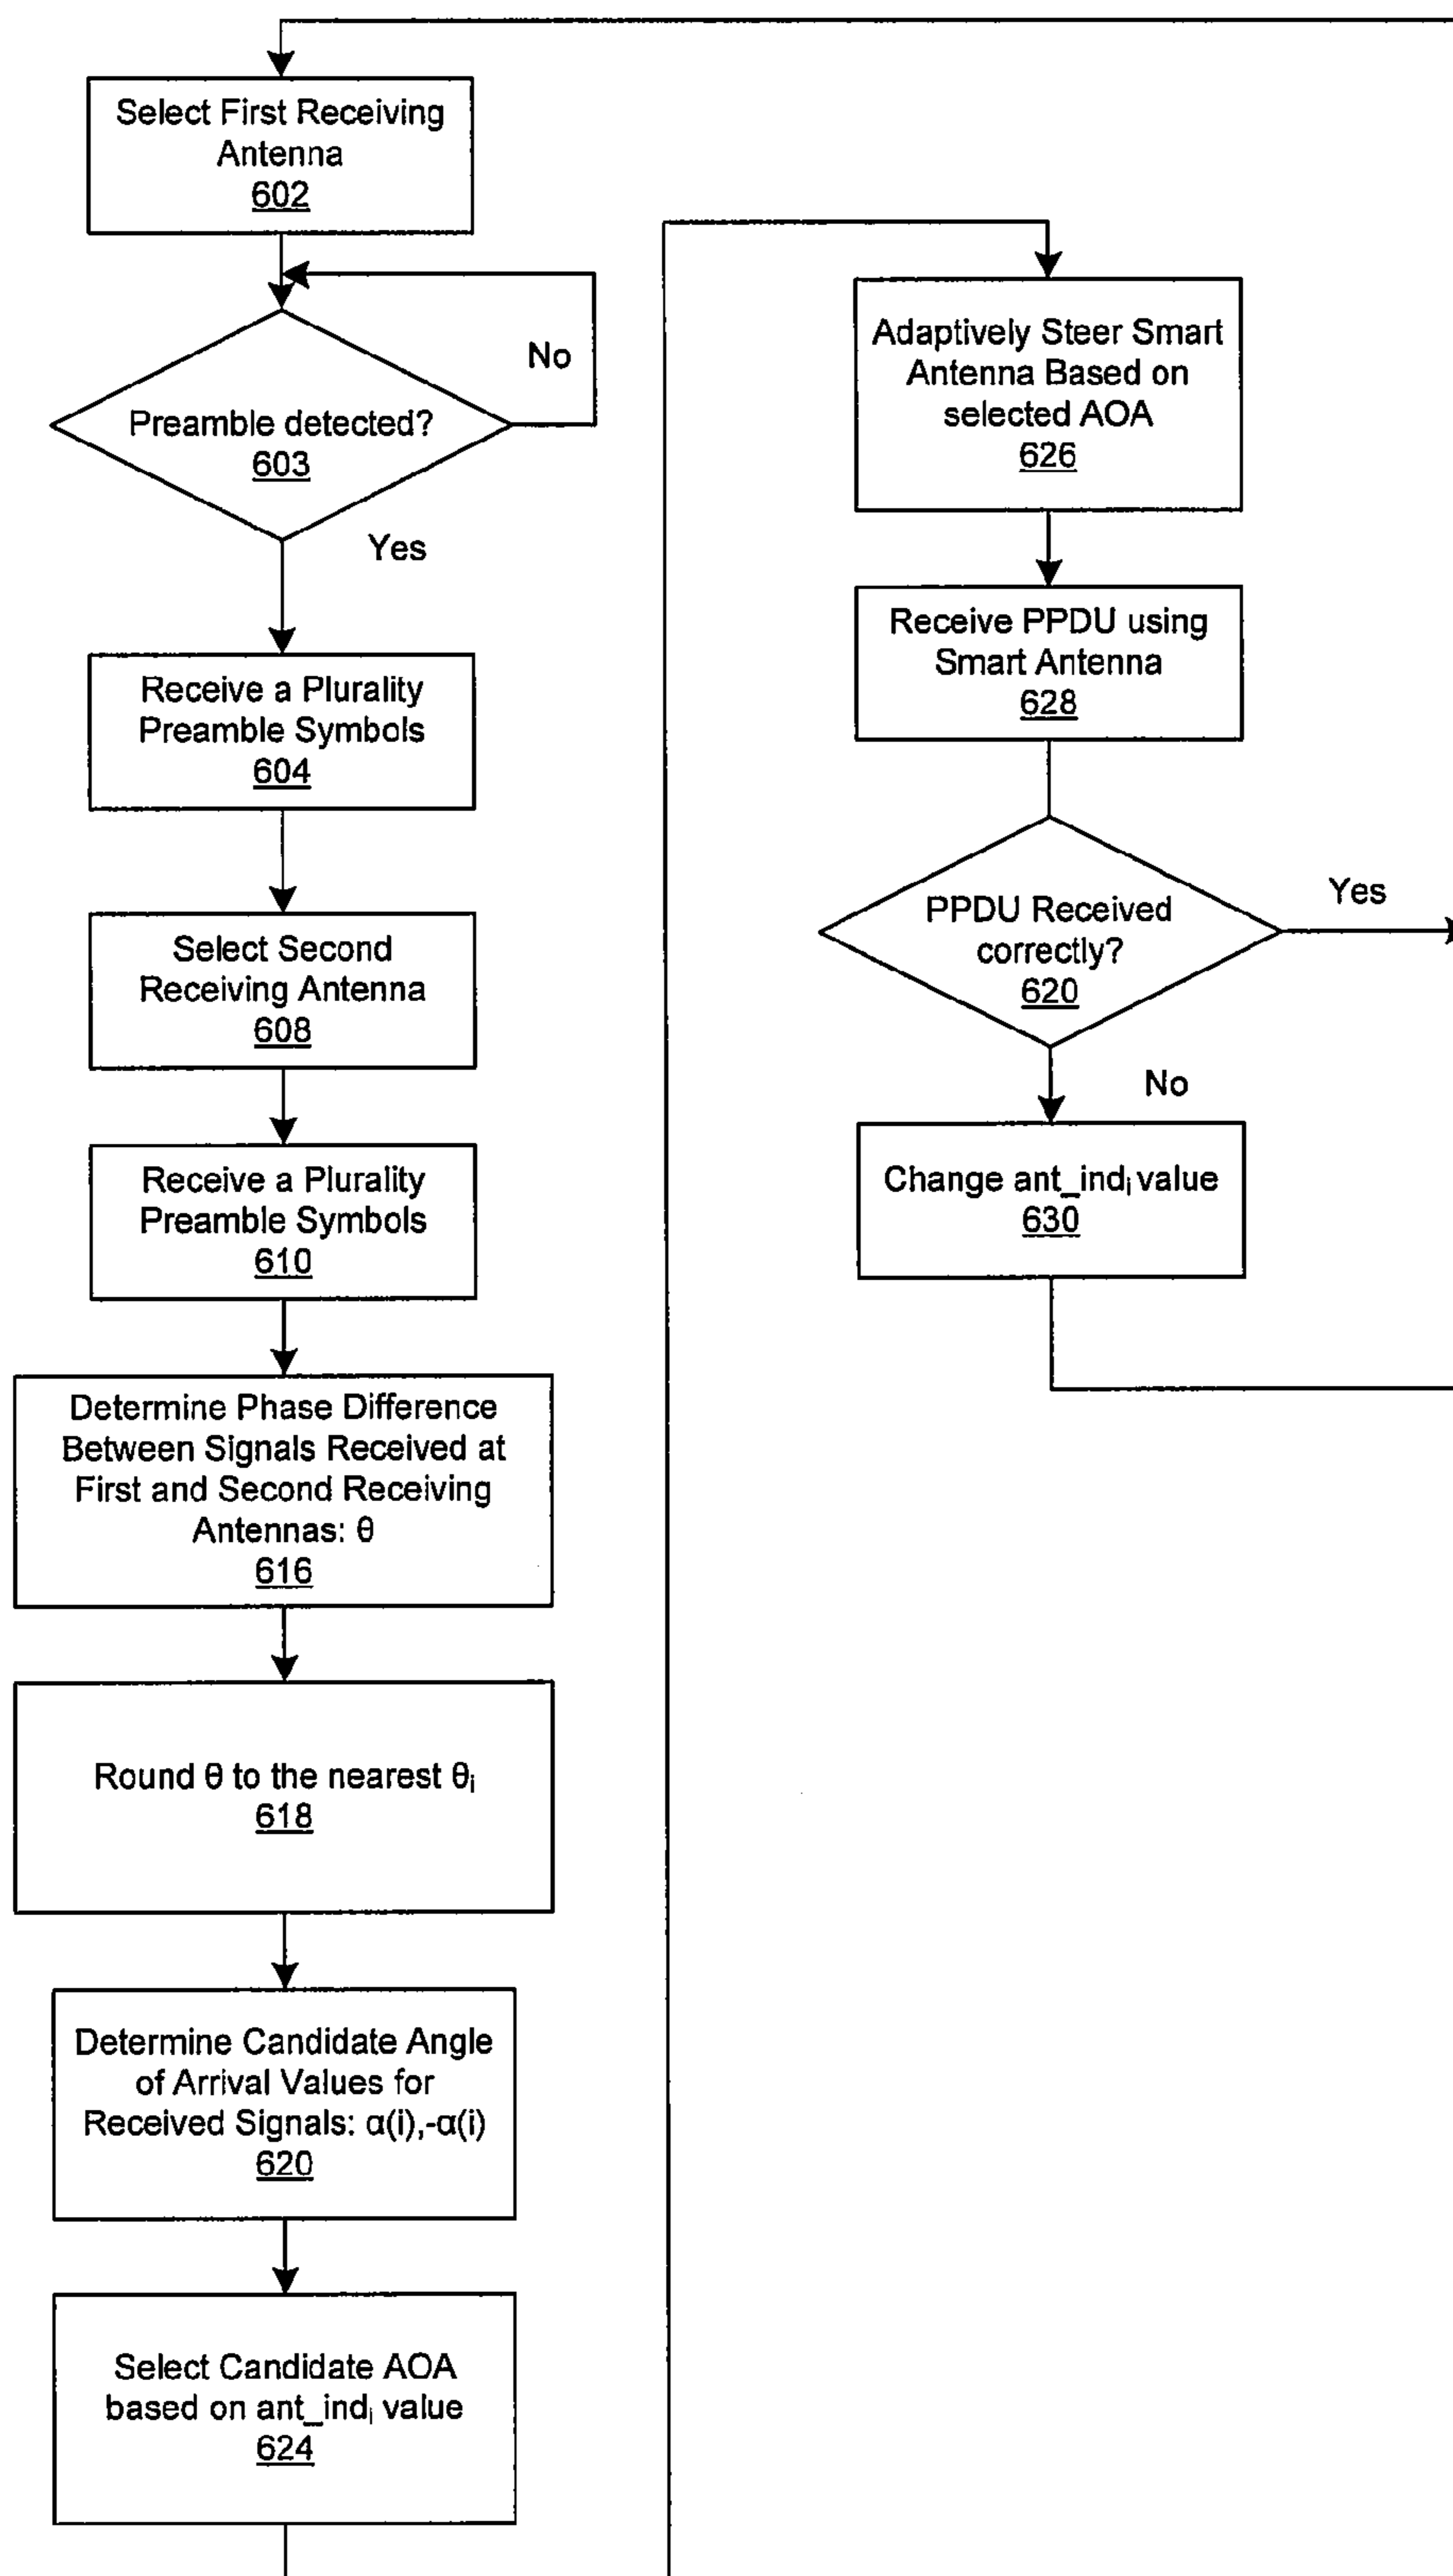 Select First Receiving
Antenna
602
No
Preamble detected?
603
Yes
Receive a Plurality
Preamble Symbols
604
Select Second
Receiving Antenna
608
Receive a Plurality
Preamble Symbols
610
Determine Phase Difference
Between Signals Received at
First and Second Receiving
Antennas: θ
616
Round θ to the nearest θᵢ
618
Determine Candidate Angle
of Arrival Values for
Received Signals: α(i),-α(i)
620
Select Candidate AOA
based on ant_indᵢ value
624
Adaptively Steer Smart
Antenna Based on
selected AOA
626
Receive PPDU using
Smart Antenna
628
Yes
PPDU Received
correctly?
620
No
Change ant_indᵢ value
630